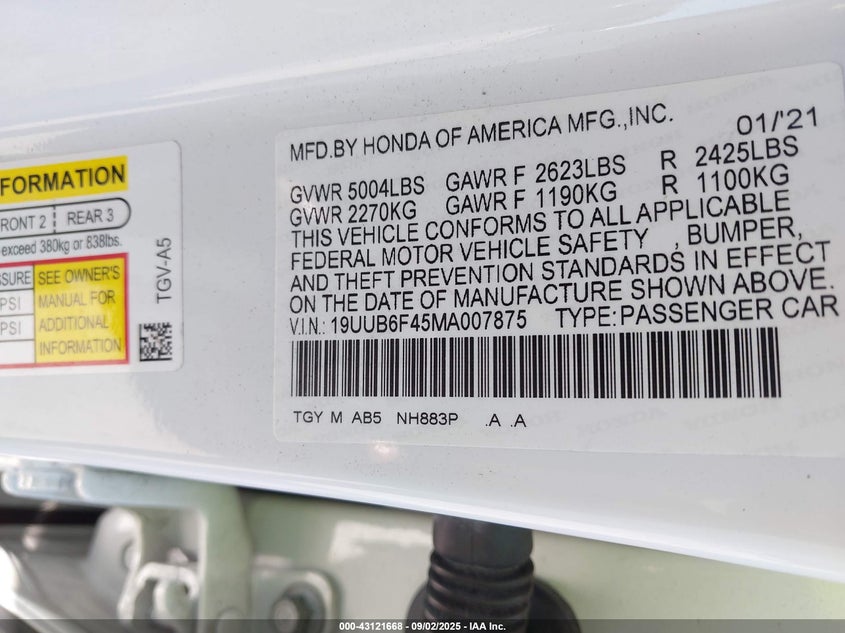 FORMATION
FRONT 2 REAR 3
exceed 380kg or 838lbs.
SURE SEE OWNER'S
PSI MANUAL FOR
PSI ADDITIONAL
INFORMATION
TGV-A5
MFD.BY HONDA OF AMERICA MFG.,INC. 01/'21
GVWR 5004LBS GAWR F 2623LBS R 2425LBS
GVWR 2270KG GAWR F 1190KG R 1100KG
THIS VEHICLE CONFORMS TO ALL APPLICABLE
FEDERAL MOTOR VEHICLE SAFETY , BUMPER,
AND THEFT PREVENTION STANDARDS IN EFFECT
ON THE DATE OF MANUFACTURE SHOWN ABOVE.
V.I.N.: 19UUB6F45MA007875 TYPE:PASSENGER CAR
TGY M AB5 NH883P .A .A
000-43121668 - 09/02/2025 - IAA Inc.